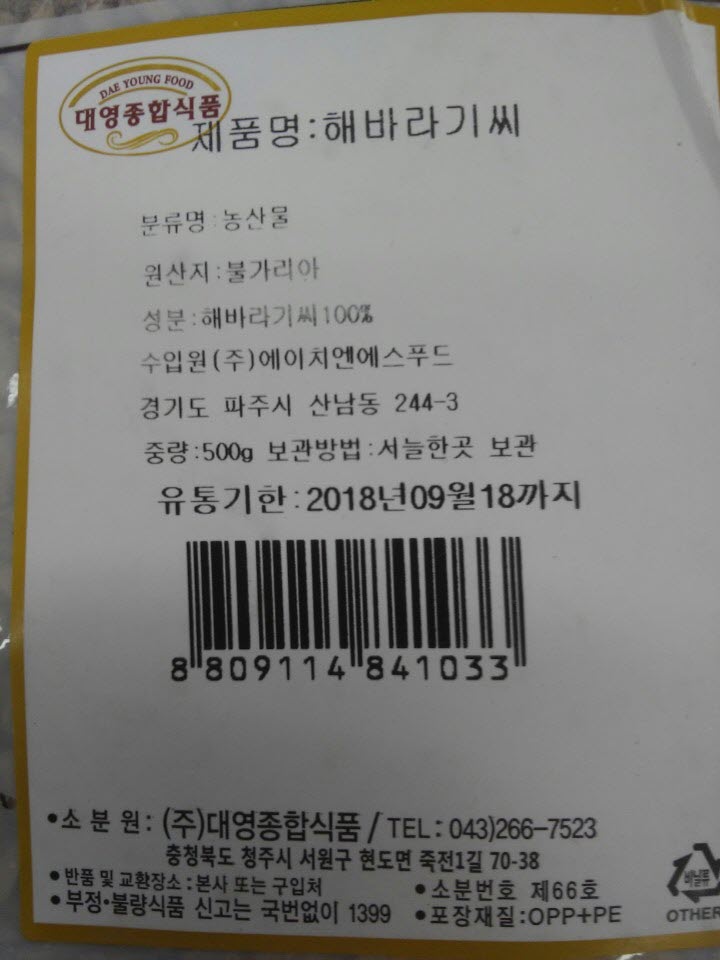 DAE YOUNG FOOD
대영종합식품
제품명:해바라기씨
분류명:농산물
원산지:불가리아
성분:해바라기씨100%
수입원(주)에이치엔에스푸드
경기도 파주시 산남동 244-3
중량:500g 보관방법:서늘한곳 보관
유통기한:2018년09월18까지
8 809114 841033
•소 분 원: (주)대영종합식품 / TEL: 043)266-7523
충청북도 청주시 서원구 현도면 죽전1길 70-38
•반품 및 교환장소:본사 또는 구입처
•소분번호 제66호
•부정•불량식품 신고는 국번없이 1399
•포장재질:OPP+PE
비닐류
OTHER